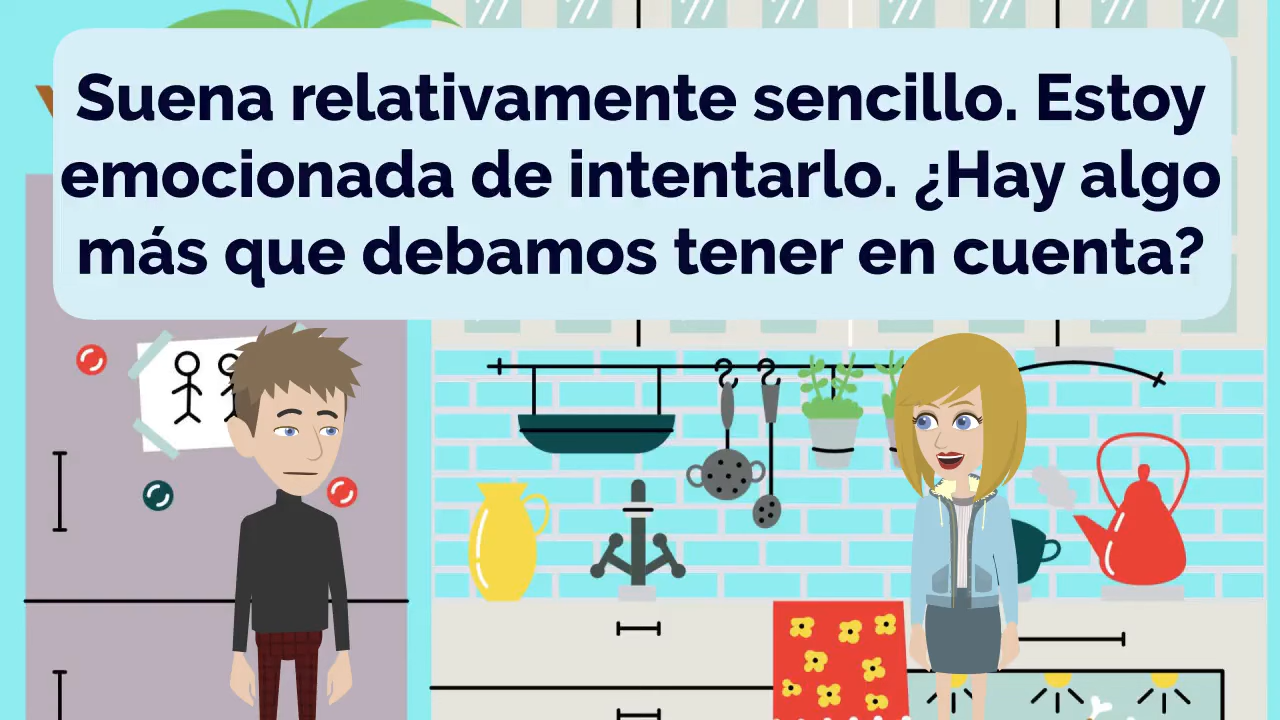 Suena relativamente sencillo. Estoy
emocionada de intentarlo. ¿Hay algo
más que debamos tener en cuenta?